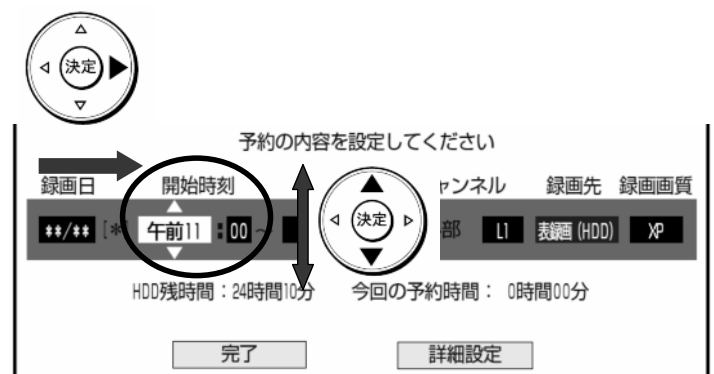 決定
予約の内容を設定してください
録画日 開始時刻 ャンネル 録画先 録画画質
**/** [* 午前11:00～ 決定 部 L1 録画(HDD) XP
HDD残時間：24時間10分 今回の予約時間： 0時間00分
完了 詳細設定